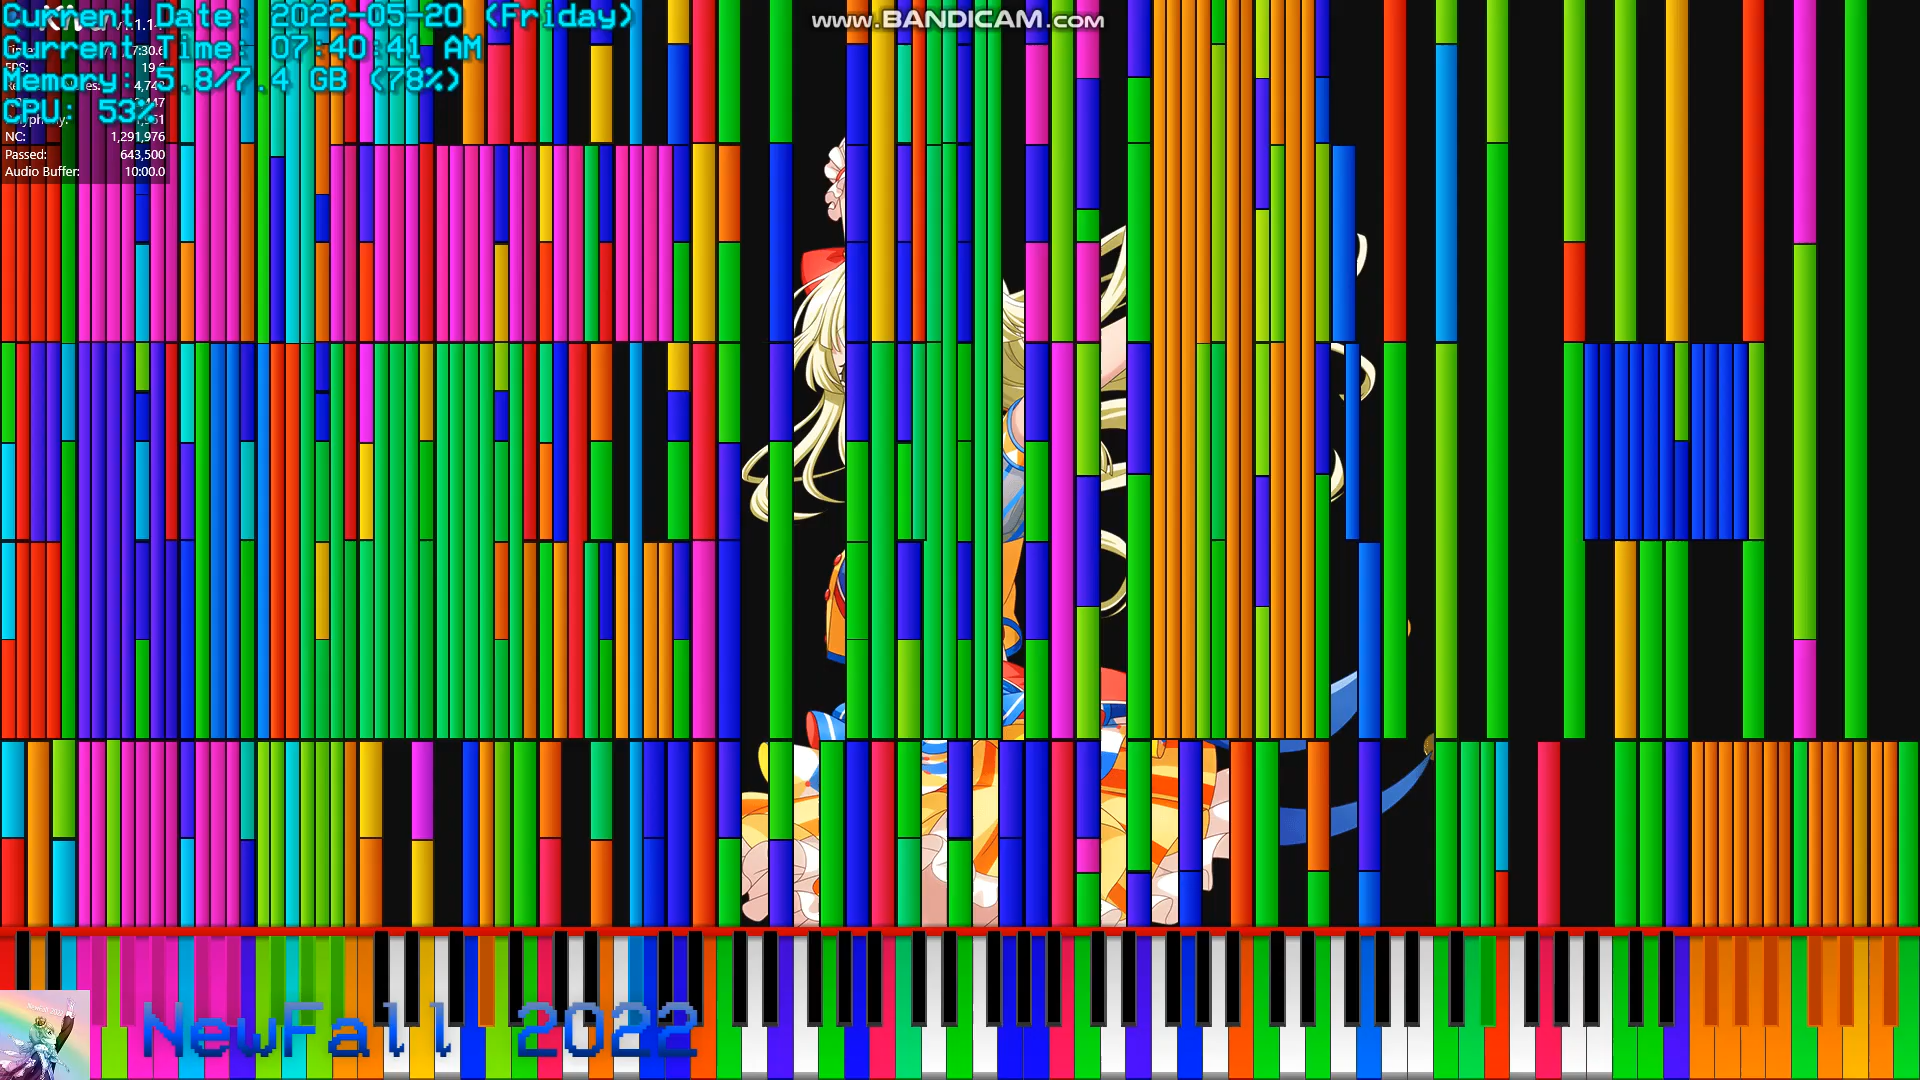 Current Date: 2022-05-20 (Friday)
www.BANDICAM.com
Current Time: 07:40:41 AM
Memory: 5.8/7.4 GB (78%)
CPU: 53%
NC: 1,291,976
Passed: 643,500
Audio Buffer: 10:00.0
NewFall 2022